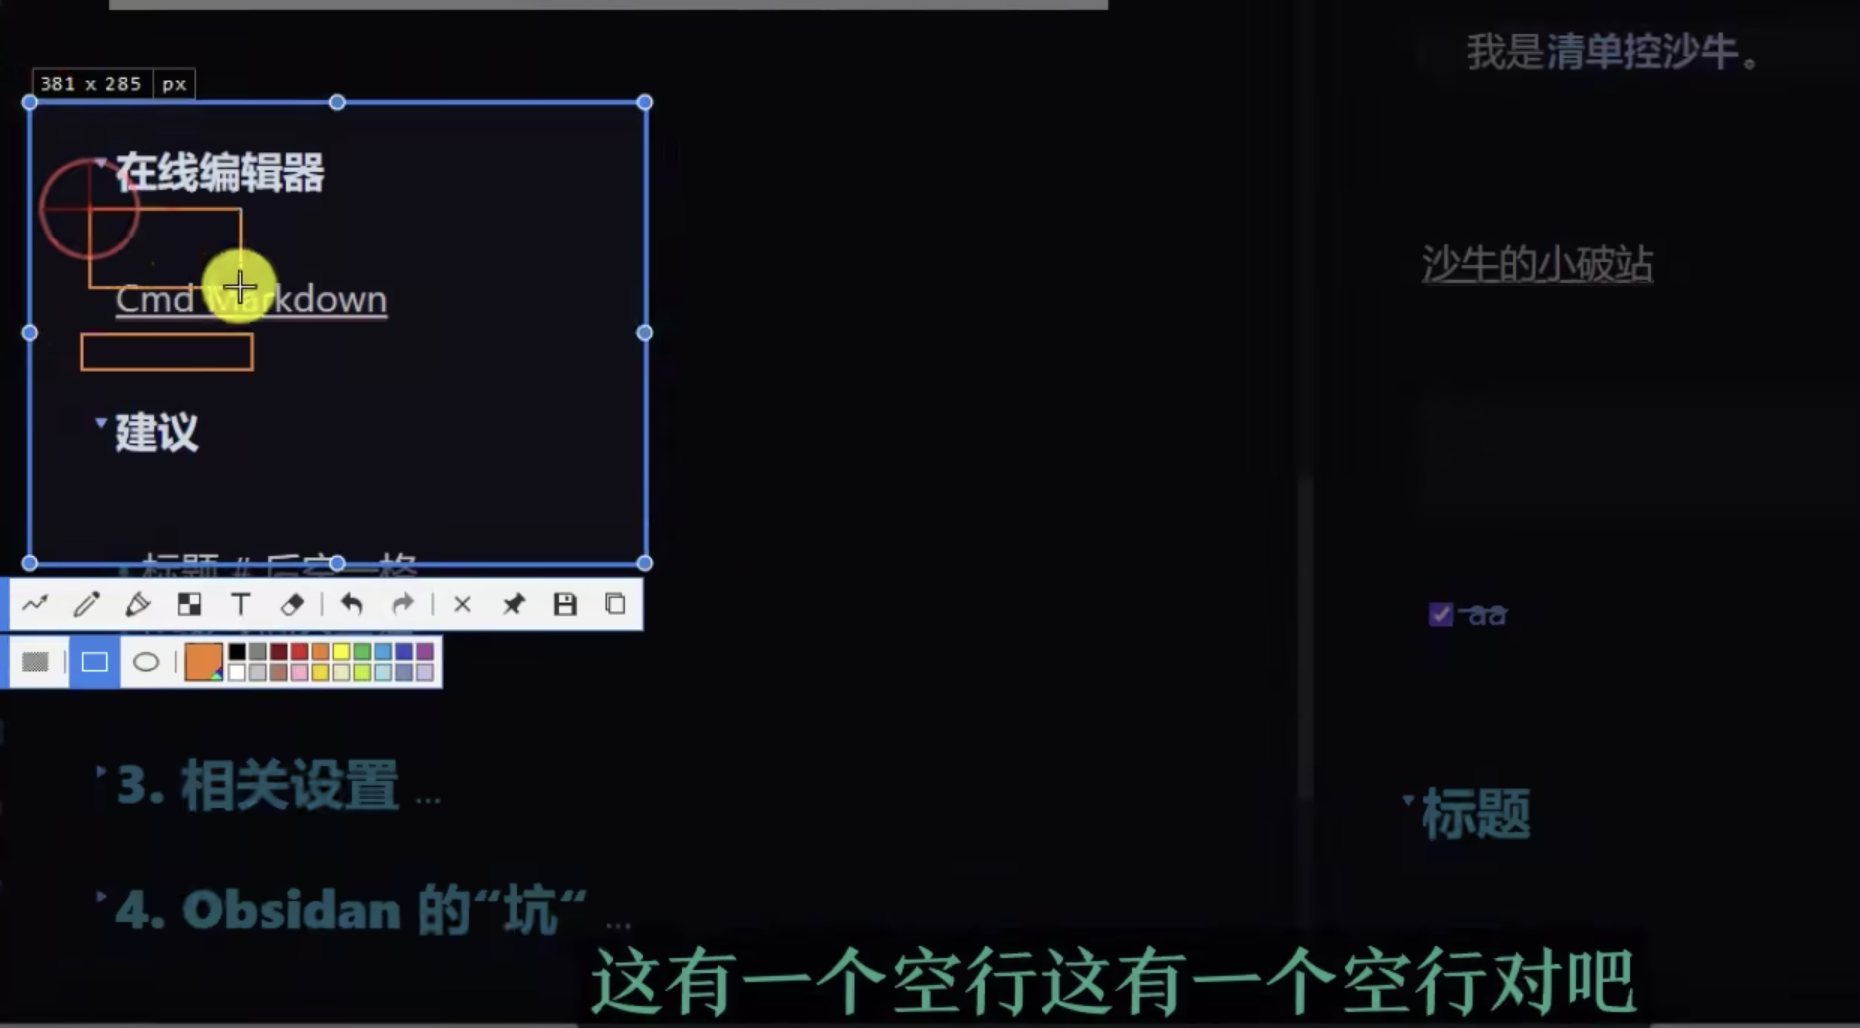 381 x 285 px
在线编辑器
Cmd Markdown
建议
标题 # 后空一格
T
3. 相关设置 ...
4. Obsidan 的“坑“ ...
我是清单控沙牛。
沙牛的小破站
aa
标题
这有一个空行这有一个空行对吧